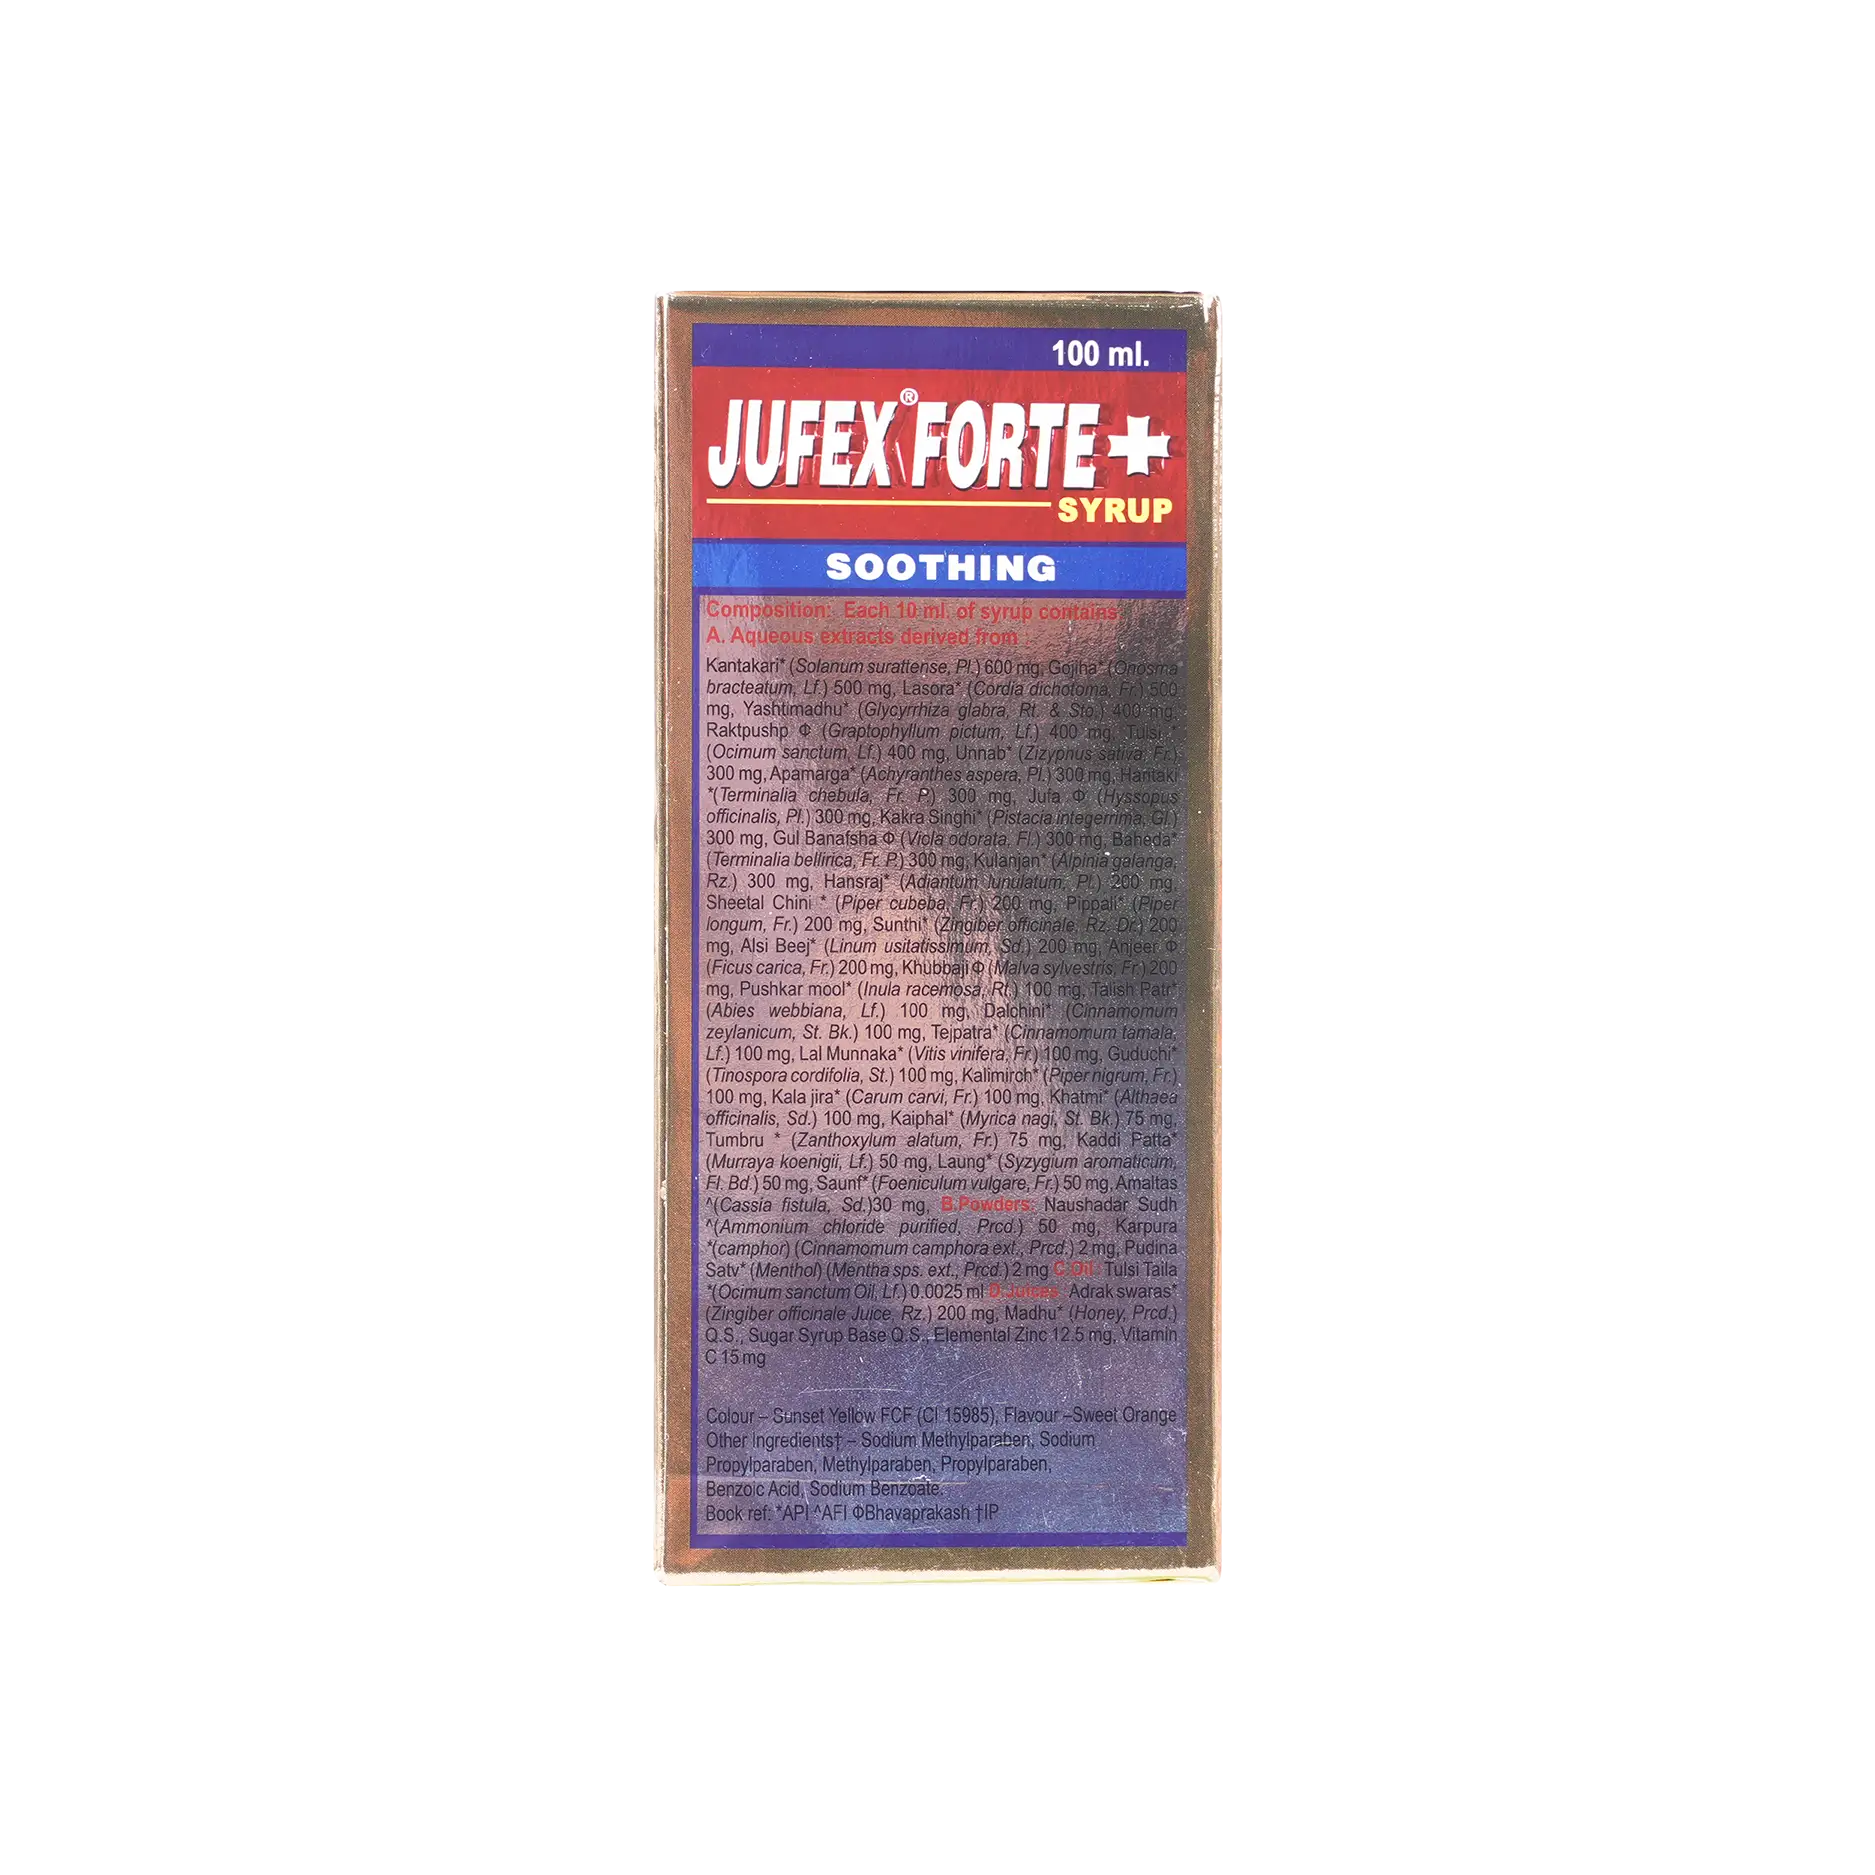 100 ml.
JUFEX® FORTE+
SYRUP
SOOTHING
Composition: Each 10 ml. of syrup contains
A. Aqueous extracts derived from :
Kantakari* (Solanum surattense, Pl.) 600 mg, Gojiha* (Onosma
bracteatum, Lf.) 500 mg, Lasora* (Cordia dichotoma, Fr.) 500
mg, Yashtimadhu* (Glycyrrhiza glabra, Rt. & Sto.) 400 mg,
Raktpushp Φ (Graptophyllum pictum, Lf.) 400 mg, Tulsi *
(Ocimum sanctum, Lf.) 400 mg, Unnab* (Zizyphus sativa, Fr.)
300 mg, Apamarga* (Achyranthes aspera, Pl.) 300 mg, Haritaki
*(Terminalia chebula, Fr. P.) 300 mg, Jufa Φ (Hyssopus
officinalis, Pl.) 300 mg, Kakra Singhi* (Pistacia integerrima, Gl.)
300 mg, Gul Banafsha Φ (Viola odorata, Fl.) 300 mg, Baheda*
(Terminalia bellirica, Fr. P.) 300 mg, Kulanjan* (Alpinia galanga,
Rz.) 300 mg, Hansraj* (Adiantum lunulatum, Pl.) 200 mg,
Sheetal Chini * (Piper cubeba, Fr.) 200 mg, Pippali* (Piper
longum, Fr.) 200 mg, Sunthi* (Zingiber officinale, Rz. Dr.) 200
mg, Alsi Beej* (Linum usitatissimum, Sd.) 200 mg, Anjeer Φ
(Ficus carica, Fr.) 200 mg, Khubbaji Φ (Malva sylvestris, Fr.) 200
mg, Pushkar mool* (Inula racemosa, Rt.) 100 mg, Talish Patr*
(Abies webbiana, Lf.) 100 mg, Dalchini* (Cinnamomum
zeylanicum, St. Bk.) 100 mg, Tejpatra* (Cinnamomum tamala,
Lf.) 100 mg, Lal Munnaka* (Vitis vinifera, Fr.) 100 mg, Guduchi*
(Tinospora cordifolia, St.) 100 mg, Kalimirch* (Piper nigrum, Fr.)
100 mg, Kala jira* (Carum carvi, Fr.) 100 mg, Khatmi* (Althaea
officinalis, Sd.) 100 mg, Kaiphal* (Myrica nagi, St. Bk.) 75 mg,
Tumbru * (Zanthoxylum alatum, Fr.) 75 mg, Kaddi Patta*
(Murraya koenigii, Lf.) 50 mg, Laung* (Syzygium aromaticum,
Fl. Bd.) 50 mg, Saunf* (Foeniculum vulgare, Fr.) 50 mg, Amaltas
^(Cassia fistula, Sd.)30 mg, B.Powders: Naushadar Sudh
^(Ammonium chloride purified, Prcd.) 50 mg, Karpura
*(camphor) (Cinnamomum camphora ext., Prcd.) 2 mg, Pudina
Satv* (Menthol) (Mentha sps. ext., Prcd.) 2 mg C.Oil : Tulsi Taila
*(Ocimum sanctum Oil, Lf.) 0.0025 ml D.Juices : Adrak swaras*
(Zingiber officinale Juice, Rz.) 200 mg, Madhu* (Honey, Prcd.)
Q.S., Sugar Syrup Base Q.S., Elemental Zinc 12.5 mg, Vitamin
C 15 mg
Colour – Sunset Yellow FCF (CI 15985), Flavour –Sweet Orange
Other Ingredients† – Sodium Methylparaben, Sodium
Propylparaben, Methylparaben, Propylparaben,
Benzoic Acid, Sodium Benzoate.
Book ref: *API ^AFI ΦBhavaprakash †IP